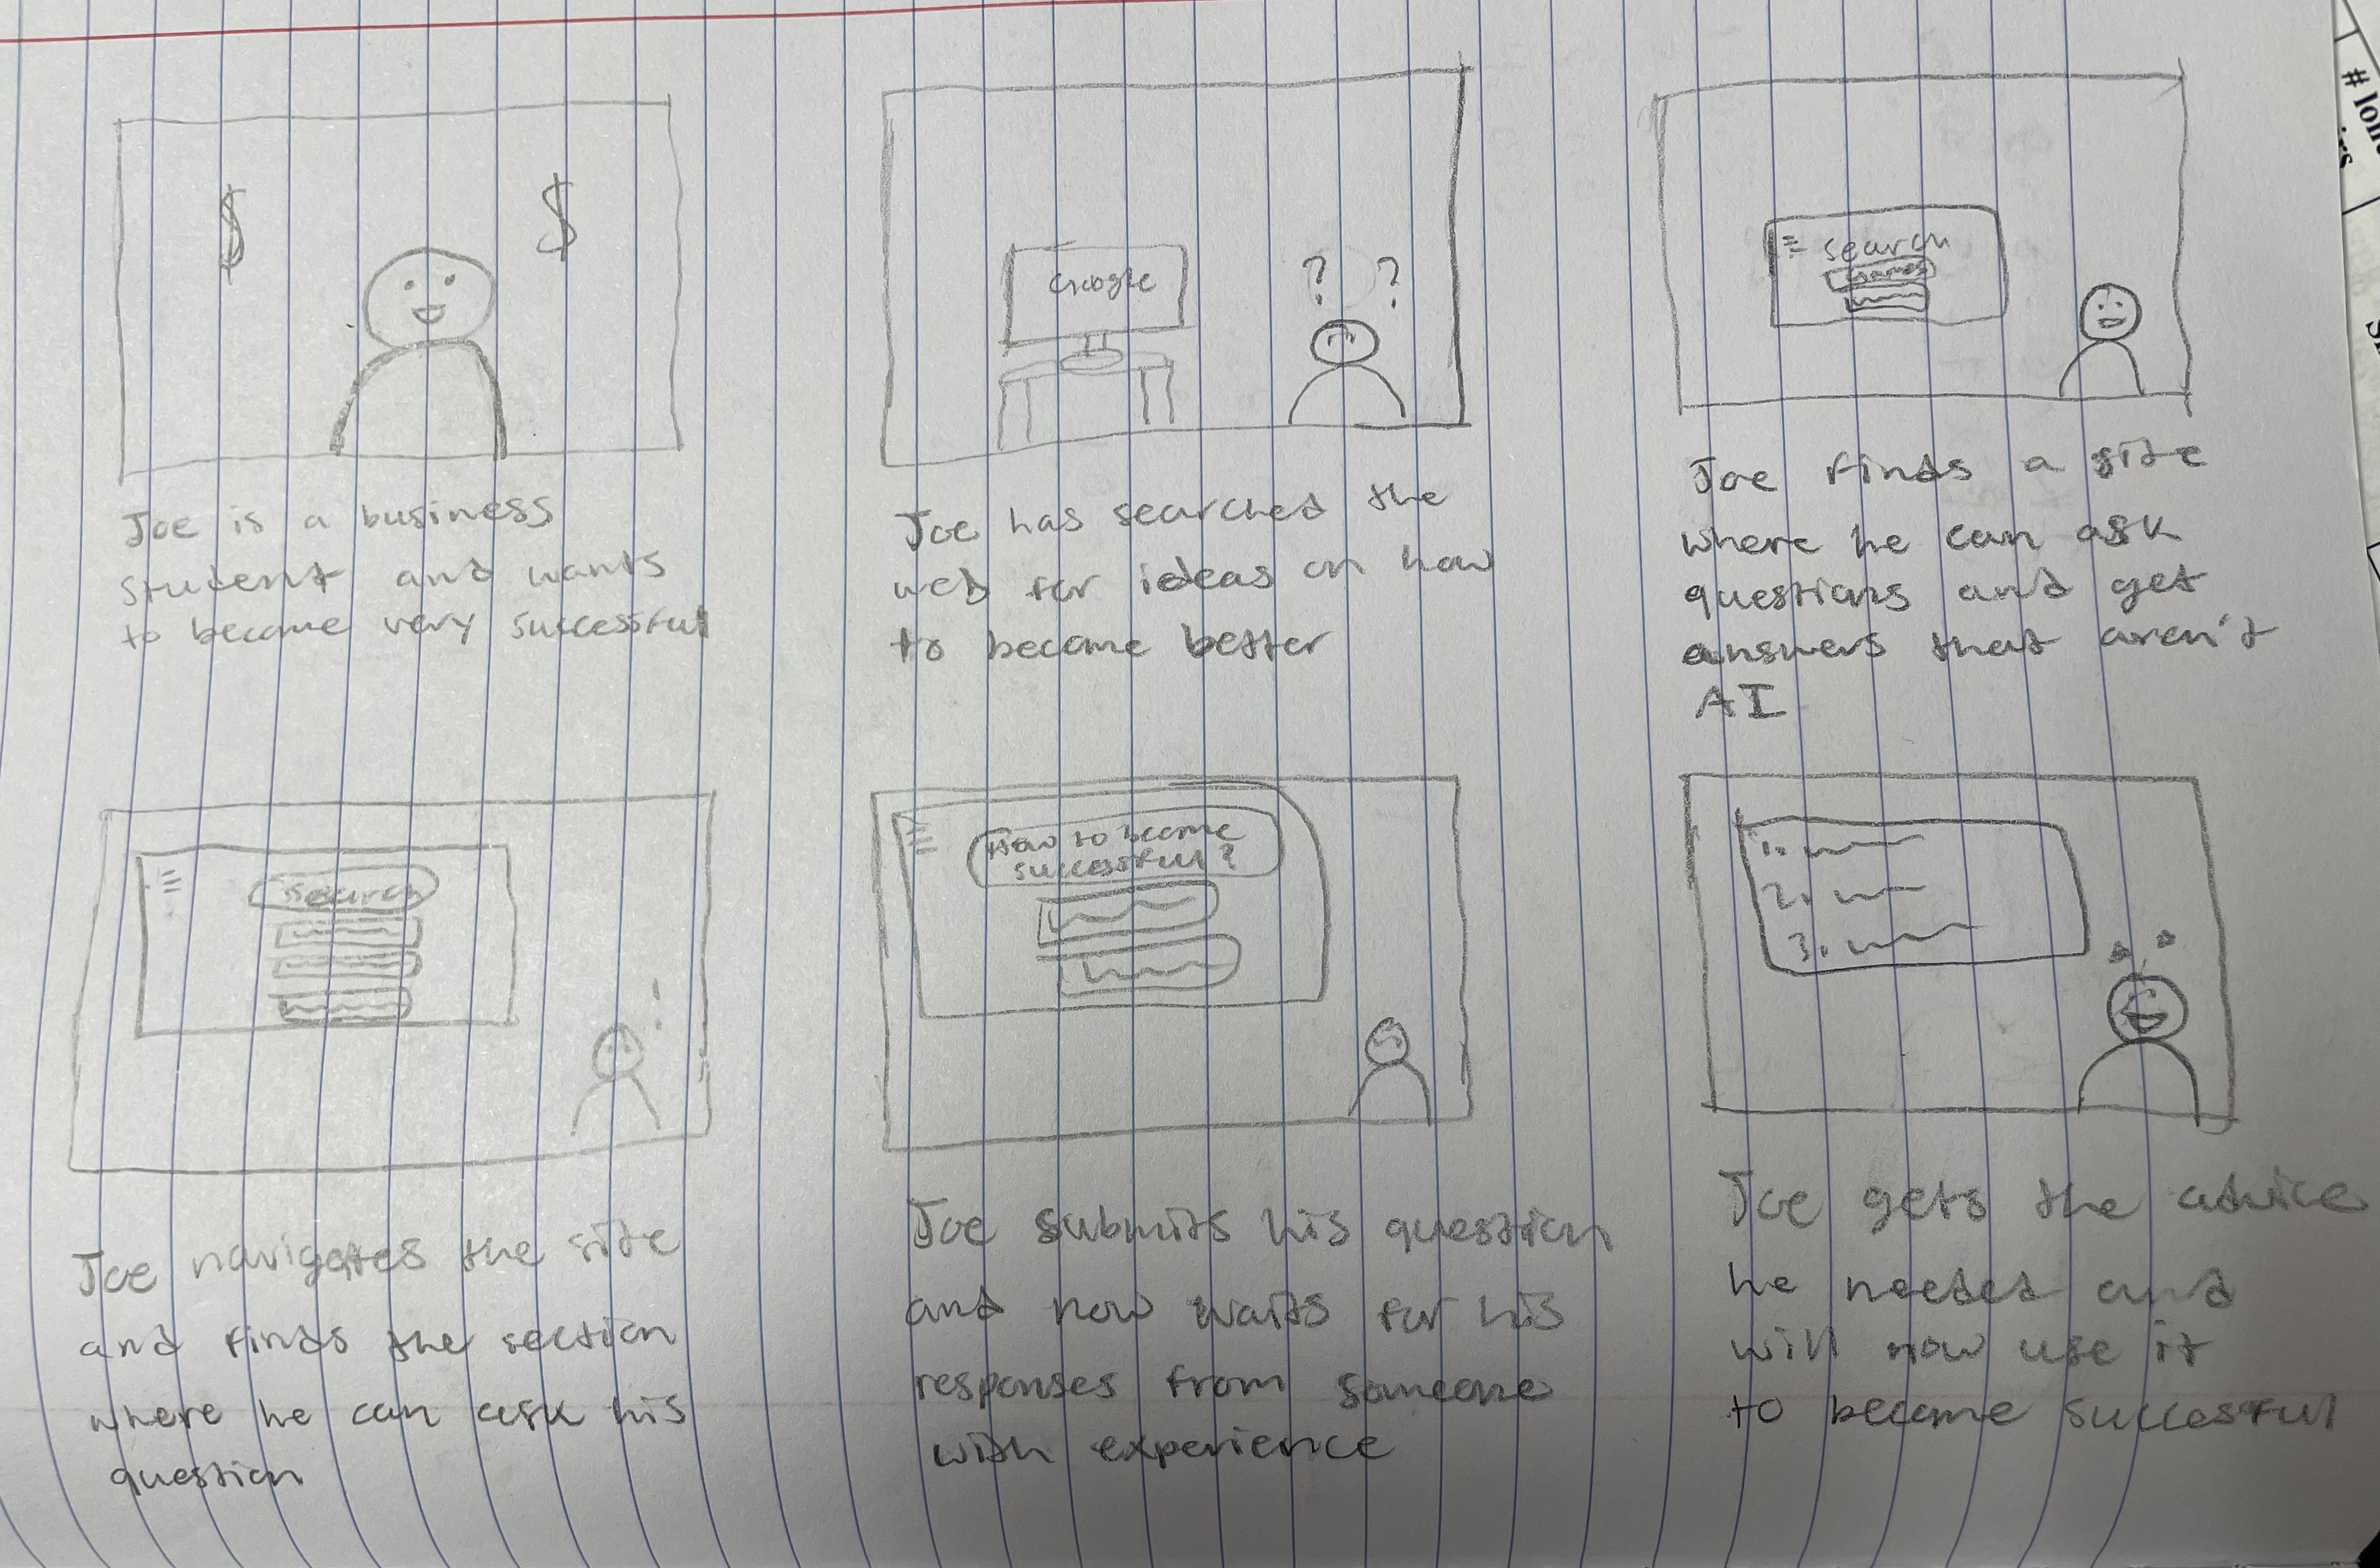 $ $
Joe is a business
student and wants
to become very successful
Google
? ?
Joe has searched the
web for ideas on how
to become better
search
Joe finds a site
where he can ask
questions and get
answers that aren't
AI
search
!
Joe navigates the site
and finds the section
where he can ask his
question
How to become
successful?
Joe submits his question
and now waits for his
responses from someone
with experience
1.
2.
3.
Joe gets the advice
he needed and
will now use it
to become successful
# ion